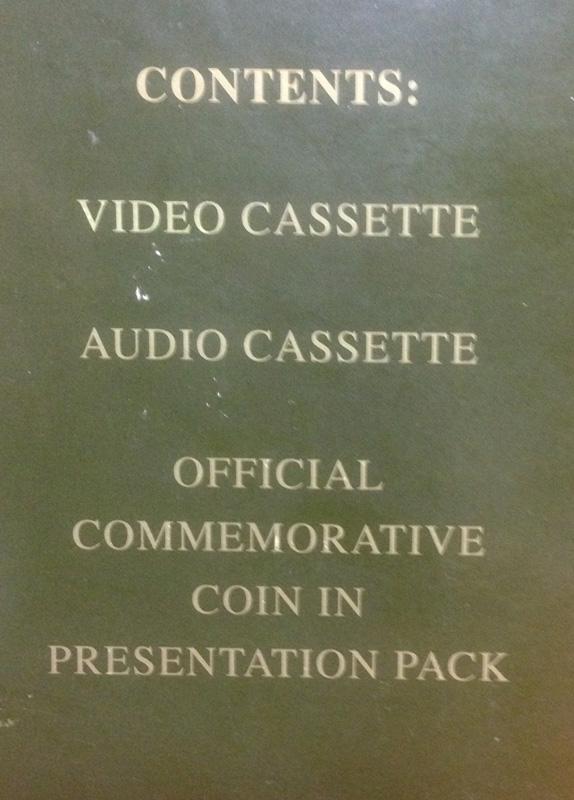 CONTENTS:
VIDEO CASSETTE
AUDIO CASSETTE
OFFICIAL
COMMEMORATIVE
COIN IN
PRESENTATION PACK